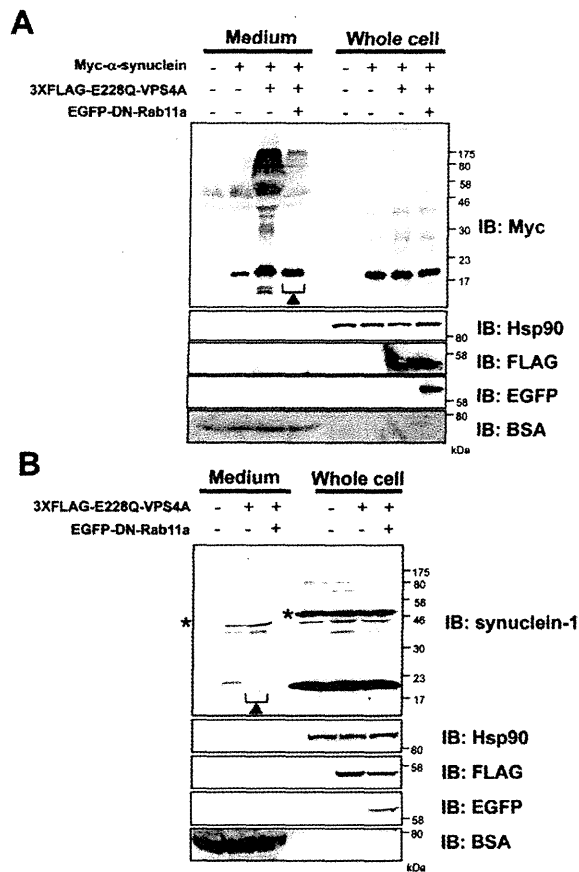 A
Medium Whole cell
Myc-α-synuclein - + + + - + + +
3XFLAG-E228Q-VPS4A - - + + - - + +
EGFP-DN-Rab11a - - - + - - - +
175
80
58
46
30
23
17
IB: Myc
80
IB: Hsp90
58
IB: FLAG
58
IB: EGFP
80
IB: BSA
kDa
B
Medium Whole cell
3XFLAG-E228Q-VPS4A - + + - + +
EGFP-DN-Rab11a - - + - - +
175
80
58
* * 46
30
23
17
IB: synuclein-1
80
IB: Hsp90
58
IB: FLAG
58
IB: EGFP
80
IB: BSA
kDa